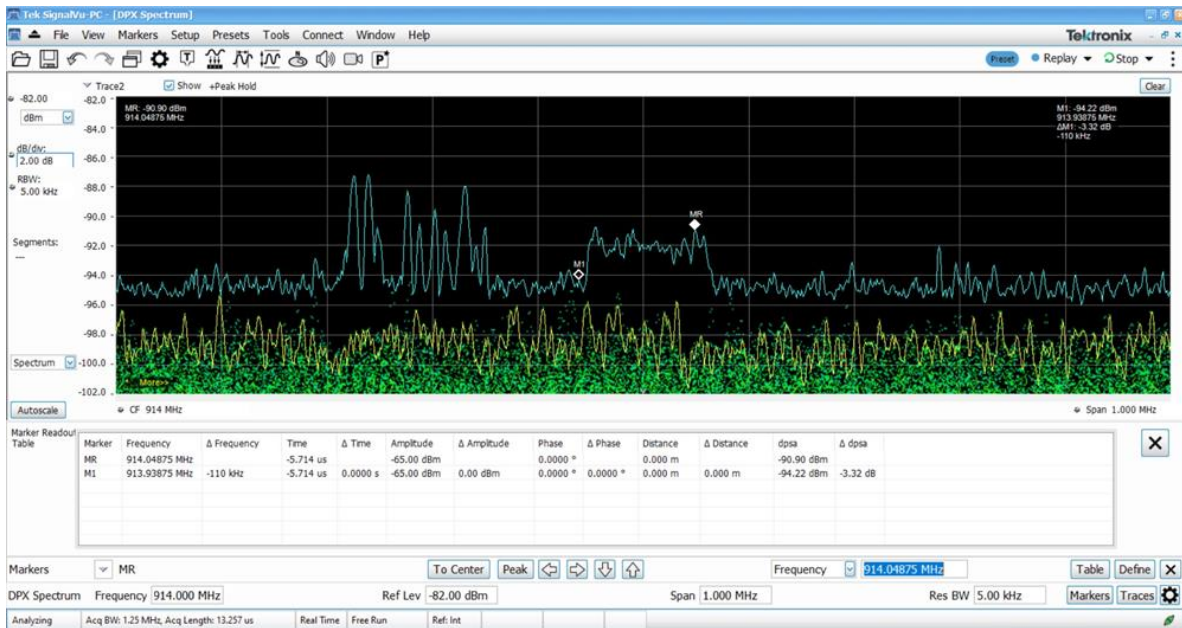 Tek SignalVu-PC - [DPX Spectrum]
File View Markers Setup Presets Tools Connect Window Help
Tektronix
Preset Replay Stop
Trace2 Show +Peak Hold Clear
-82.00
dBm
dB/div:
2.00 dB
RBW:
5.00 kHz
Segments:
---
Spectrum
Autoscale
-82.0
-84.0
-86.0
-88.0
-90.0
-92.0
-94.0
-96.0
-98.0
-100.0
-102.0
MR: -90.90 dBm
914.04875 MHz
M1: -94.22 dBm
913.93875 MHz
ΔM1: -3.32 dB
-110 kHz
MR
M1
More>>
CF 914 MHz Span 1.000 MHz
Marker Readout
Table
Marker Frequency Δ Frequency Time Δ Time Amplitude Δ Amplitude Phase Δ Phase Distance Δ Distance dpsa Δ dpsa
MR 914.04875 MHz -5.714 us -65.00 dBm 0.0000 ° 0.000 m -90.90 dBm
M1 913.93875 MHz -110 kHz -5.714 us 0.0000 s -65.00 dBm 0.00 dBm 0.0000 ° 0.0000 ° 0.000 m 0.000 m -94.22 dBm -3.32 dB
Markers MR To Center Peak Frequency 914.04875 MHz Table Define
DPX Spectrum Frequency 914.000 MHz Ref Lev -82.00 dBm Span 1.000 MHz Res BW 5.00 kHz Markers Traces
Analyzing Acq BW: 1.25 MHz, Acq Length: 13.257 us Real Time Free Run Ref: Int